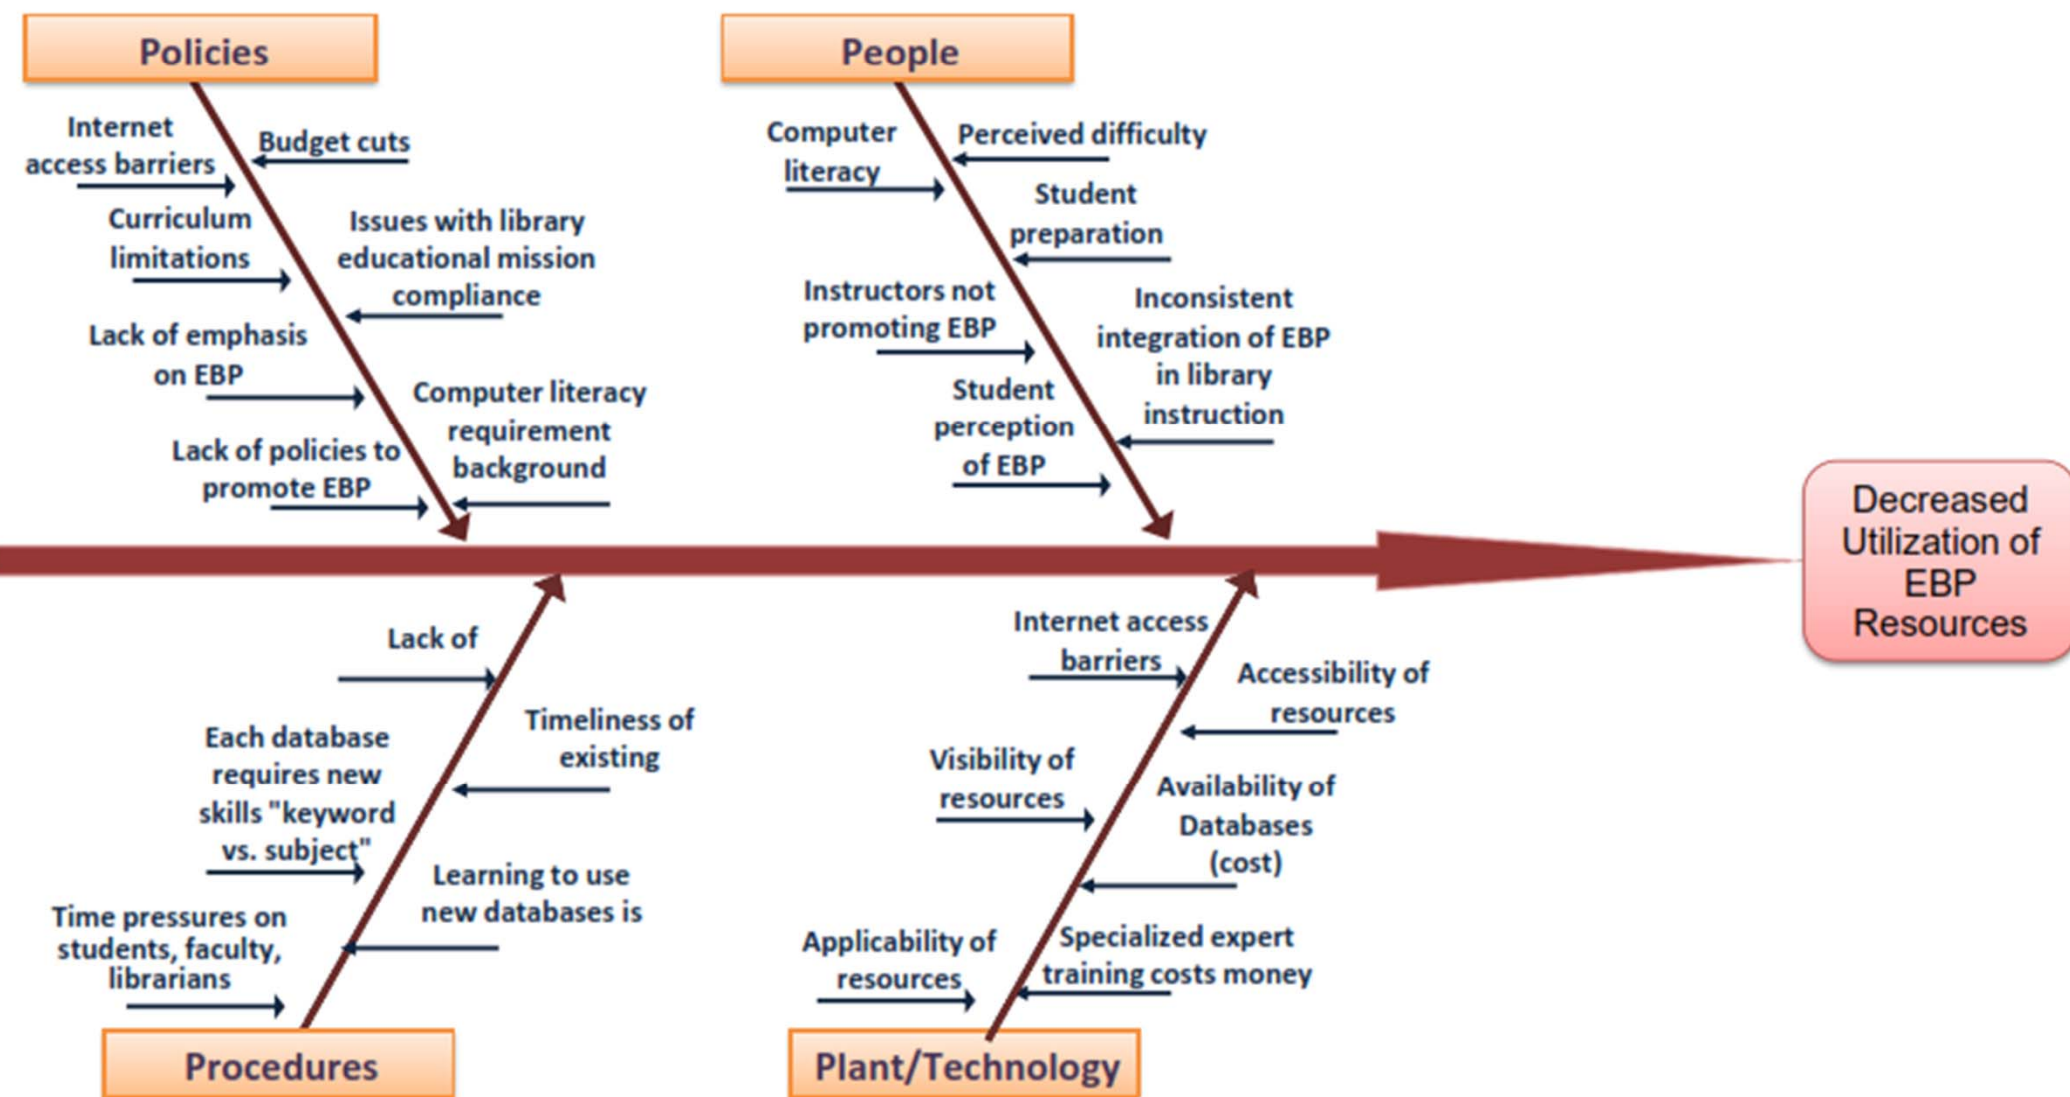 Policies
People
Internet
access barriers
Budget cuts
Curriculum
limitations
Issues with library
educational mission
compliance
Lack of emphasis
on EBP
Computer literacy
requirement
background
Lack of policies to
promote EBP
Computer
literacy
Perceived difficulty
Student
preparation
Instructors not
promoting EBP
Inconsistent
integration of EBP
in library
instruction
Student
perception
of EBP
Decreased
Utilization of
EBP
Resources
Lack of
Timeliness of
existing
Each database
requires new
skills "keyword
vs. subject"
Learning to use
new databases is
Time pressures on
students, faculty,
librarians
Internet access
barriers
Accessibility of
resources
Visibility of
resources
Availability of
Databases
(cost)
Applicability of
resources
Specialized expert
training costs money
Procedures
Plant/Technology